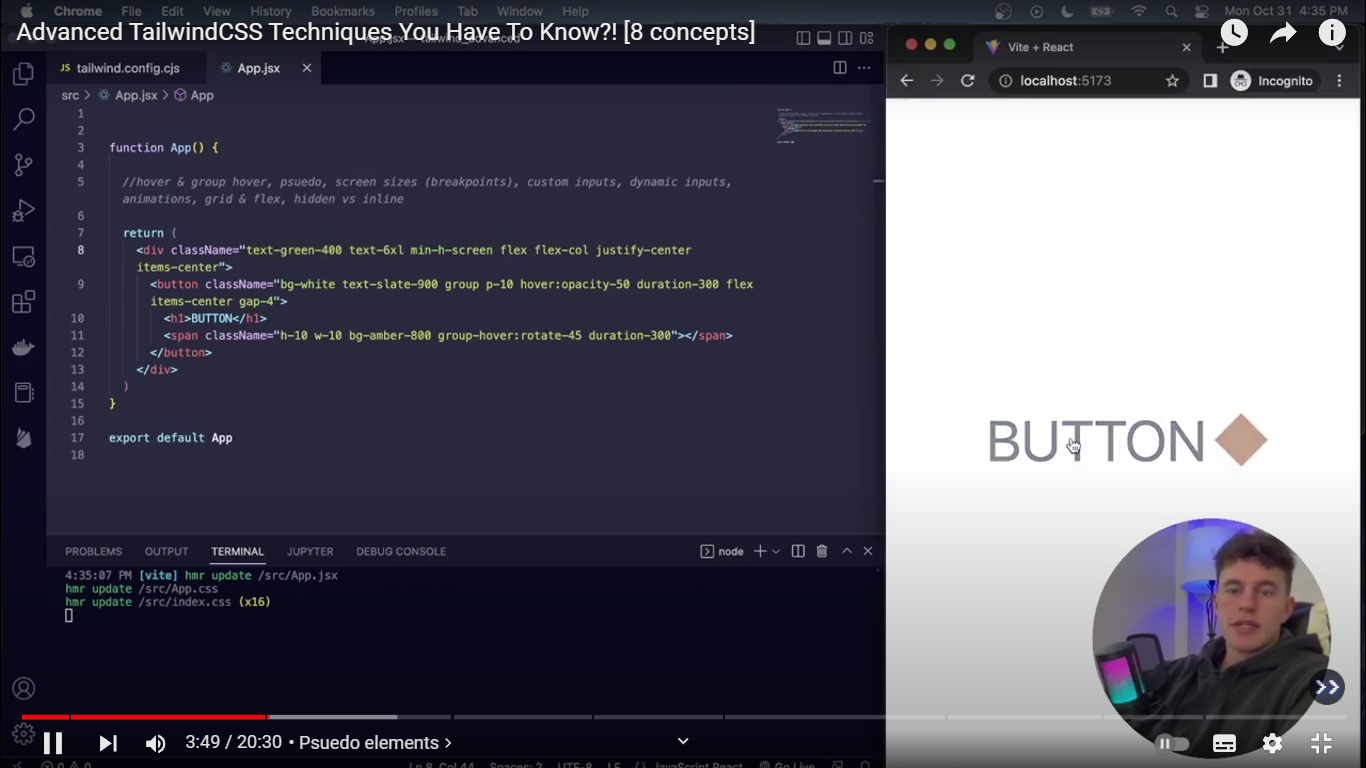 Chrome File Edit View History Bookmarks Profiles Tab Window Help Mon Oct 31 4:35 PM
Advanced TailwindCSS Techniques You Have To Know?! [8 concepts]
tailwind.config.cjs
App.jsx
src > App.jsx > App
1
2
3 function App() {
4
5 //hover & group hover, psuedo, screen sizes (breakpoints), custom inputs, dynamic inputs,
animations, grid & flex, hidden vs inline
6
7 return (
8 <div className="text-green-400 text-6xl min-h-screen flex flex-col justify-center
items-center">
9 <button className="bg-white text-slate-900 group p-10 hover:opacity-50 duration-300 flex
items-center gap-4">
10 <h1>BUTTON</h1>
11 <span className="h-10 w-10 bg-amber-800 group-hover:rotate-45 duration-300"></span>
12 </button>
13 </div>
14 )
15 }
16
17 export default App
18
PROBLEMS OUTPUT TERMINAL JUPYTER DEBUG CONSOLE
node
4:35:07 PM [vite] hmr update /src/App.jsx
hmr update /src/App.css
hmr update /src/index.css (x16)
Vite + React
localhost:5173
Incognito
BUTTON
3:49 / 20:30 • Psuedo elements >